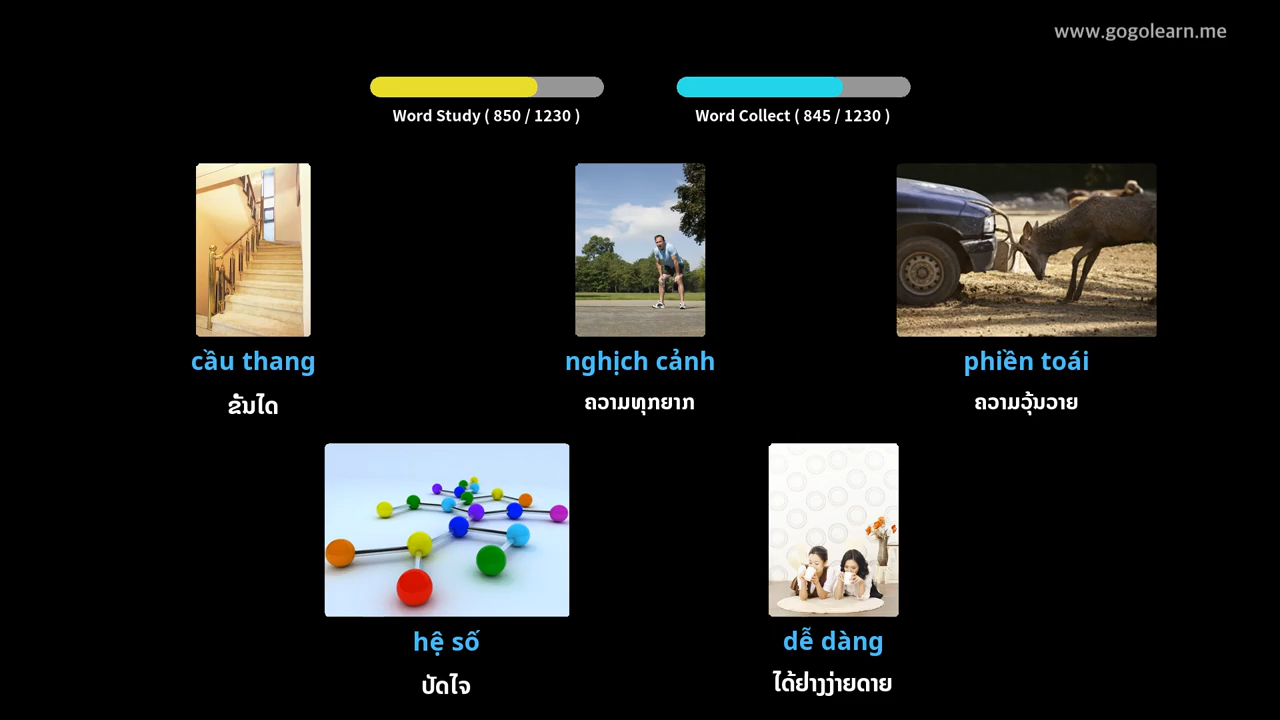 www.gogolearn.me
Word Study ( 850 / 1230 )
Word Collect ( 845 / 1230 )
cầu thang
ຂັ້ນໄດ
nghịch cảnh
ຄວາມທຸກຍາກ
phiền toái
ຄວາມວຸ້ນວາຍ
hệ số
ປັດໄຈ
dễ dàng
ໄດ້ຢ່າງງ່າຍດາຍ